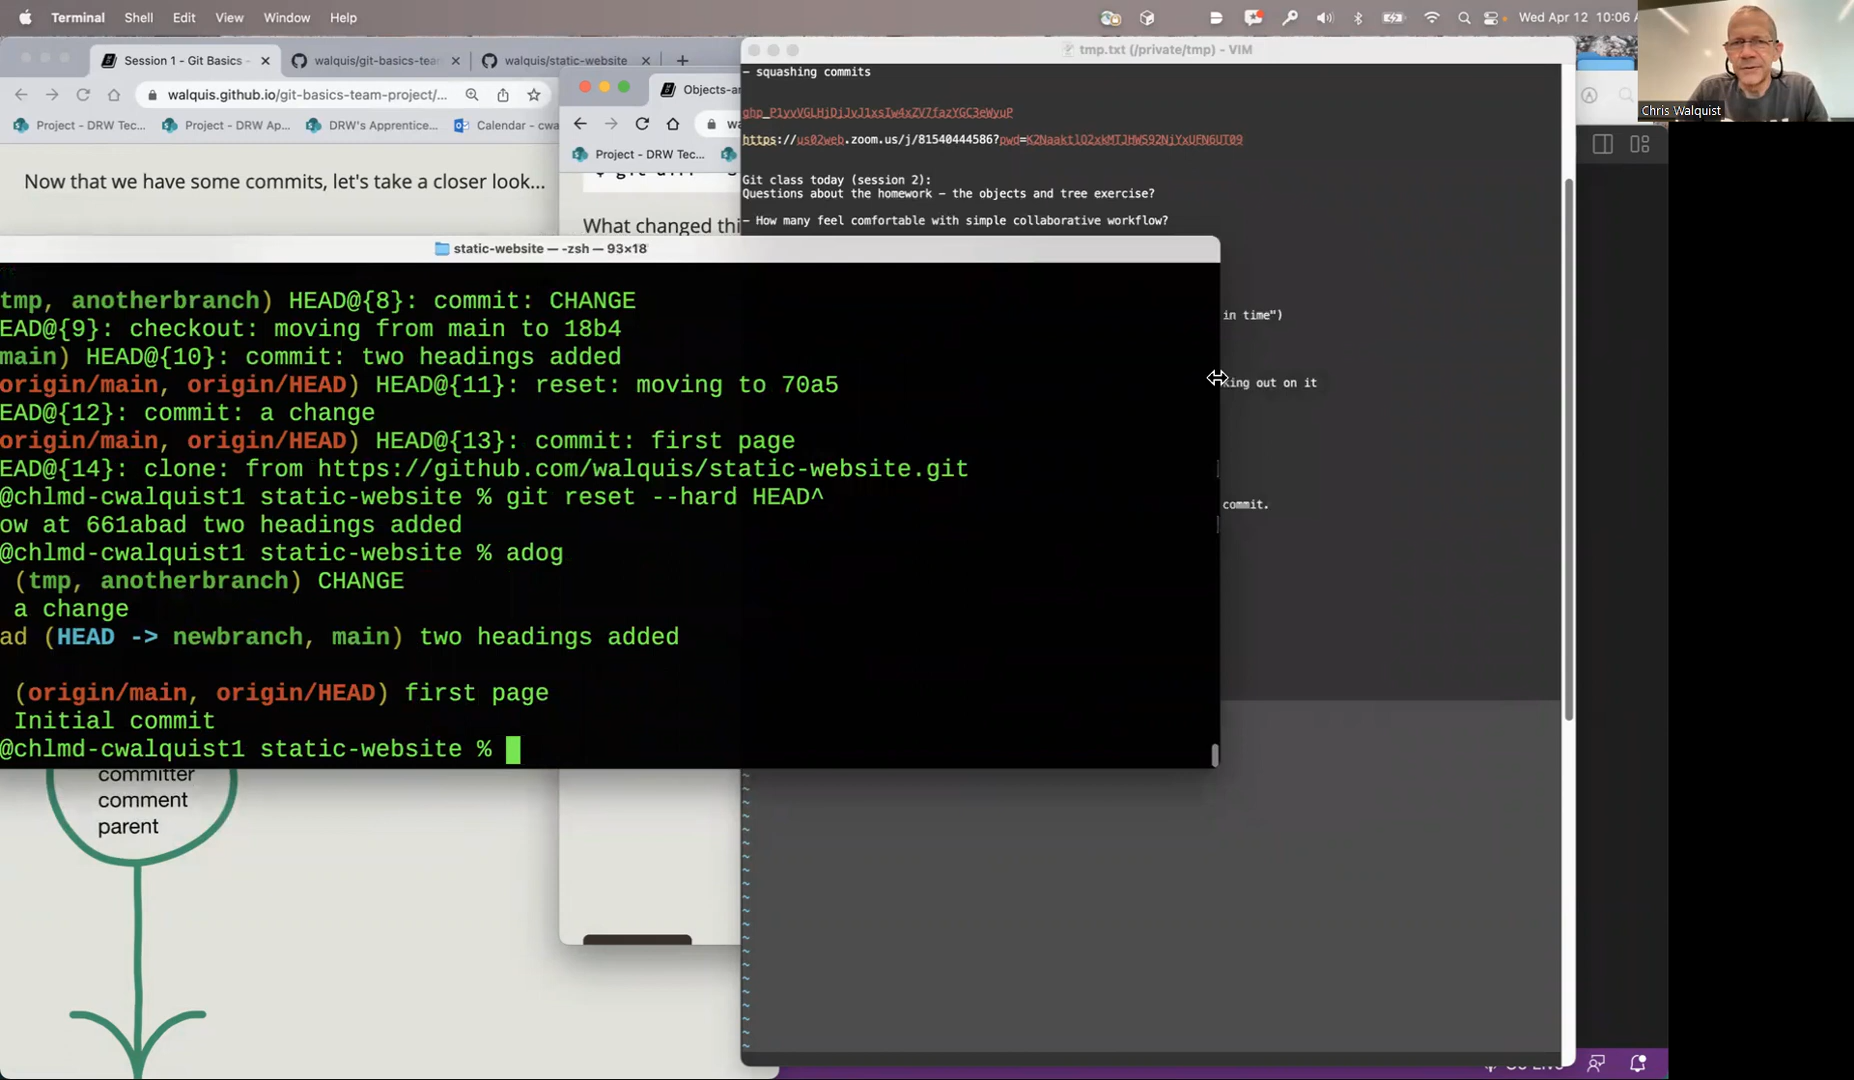 Terminal Shell Edit View Window Help
Wed Apr 12 10:06
Session 1 - Git Basics -
walquis/git-basics-tea
walquis/static-website
tmp.txt (/private/tmp) - VIM
walquis.github.io/git-basics-team-project/...
Objects-a
wa
Project - DRW Tec...
Project - DRW Ap...
DRW's Apprentice...
Calendar - cwa
Project - DRW Tec...
Chris Walquist
- squashing commits
https://us02web.zoom.us/j/81540444586?pwd=
Git class today (session 2):
Questions about the homework - the objects and tree exercise?
- How many feel comfortable with simple collaborative workflow?
in time")
king out on it
commit.
Now that we have some commits, let's take a closer look...
What changed thi
static-website — -zsh — 93×18
tmp, anotherbranch) HEAD@{8}: commit: CHANGE
EAD@{9}: checkout: moving from main to 18b4
main) HEAD@{10}: commit: two headings added
origin/main, origin/HEAD) HEAD@{11}: reset: moving to 70a5
EAD@{12}: commit: a change
origin/main, origin/HEAD) HEAD@{13}: commit: first page
EAD@{14}: clone: from https://github.com/walquis/static-website.git
@chlmd-cwalquist1 static-website % git reset --hard HEAD^
ow at 661abad two headings added
@chlmd-cwalquist1 static-website % adog
(tmp, anotherbranch) CHANGE
a change
ad (HEAD -> newbranch, main) two headings added
(origin/main, origin/HEAD) first page
Initial commit
@chlmd-cwalquist1 static-website %
committer
comment
parent